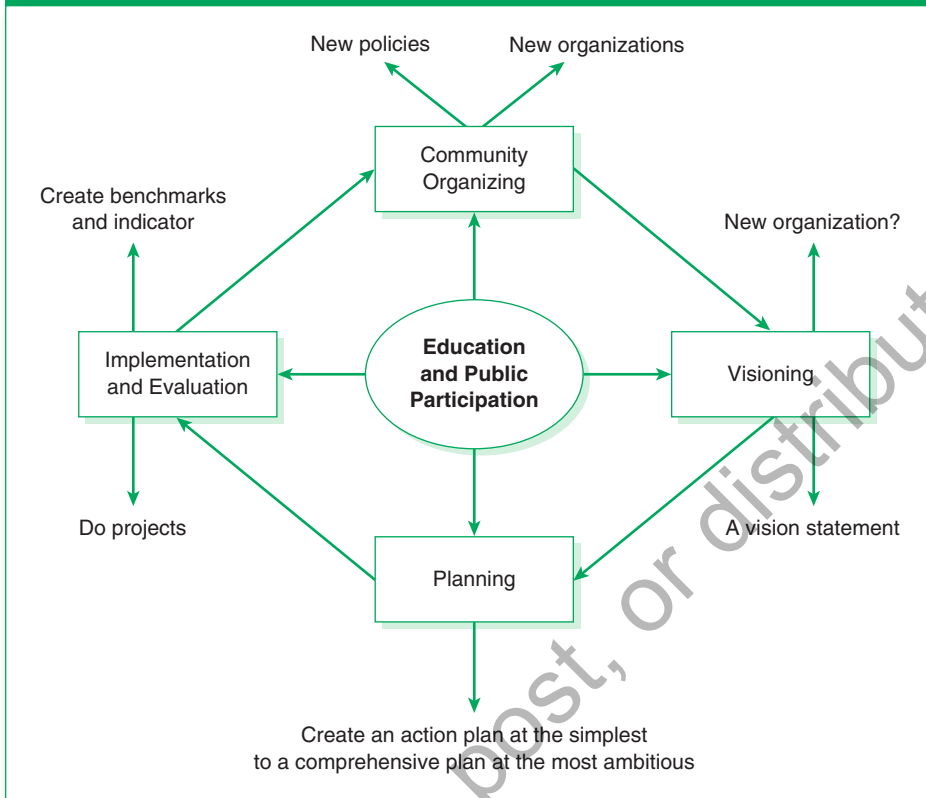 New policies
New organizations
Community
Organizing
Create benchmarks
and indicator
New organization?
Education
and Public
Participation
Implementation
and Evaluation
Visioning
Do projects
A vision statement
Planning
Create an action plan at the simplest
to a comprehensive plan at the most ambitious
post, or distribut